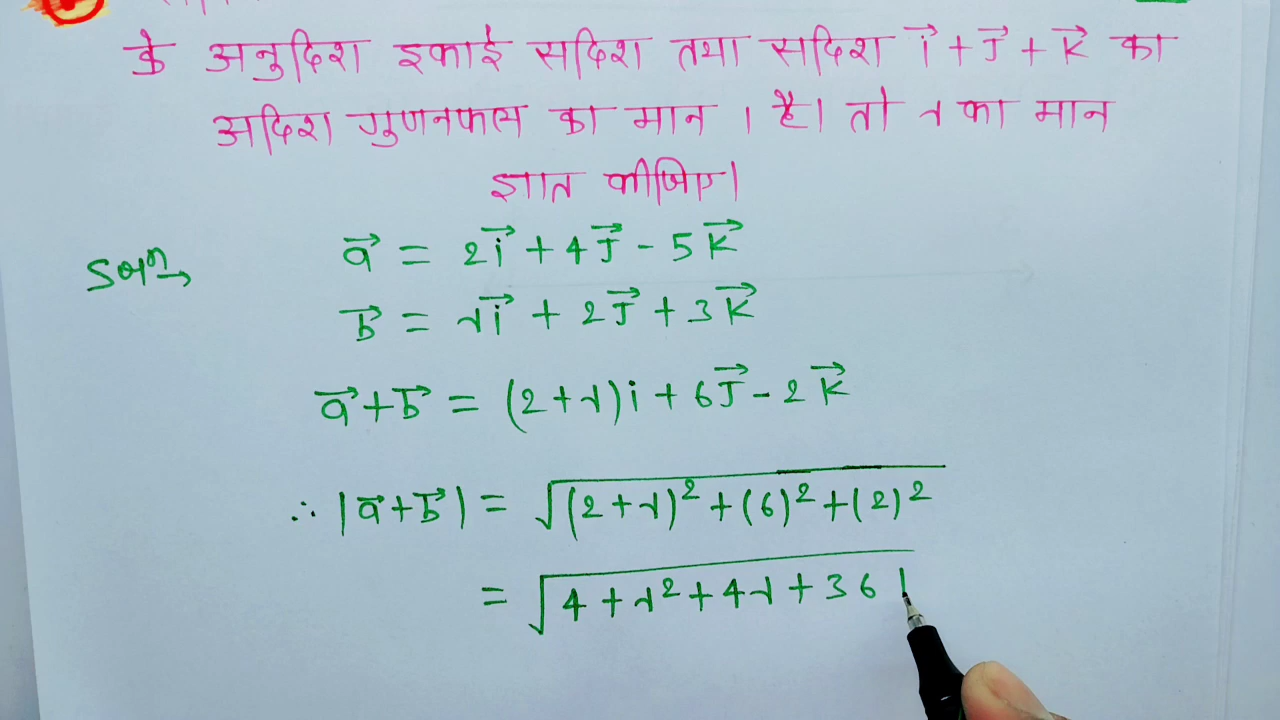 के अनुदिश इकाई सदिश तथा सदिश i⃗ + J⃗ + K⃗ का
अदिश गुणनफल का मान 1 है। तो λ का मान
ज्ञात कीजिए।
Solⁿ→ a⃗ = 2i⃗ + 4J⃗ - 5K⃗
b⃗ = λi⃗ + 2J⃗ + 3K⃗
a⃗ + b⃗ = (2+λ)i + 6J⃗ - 2K⃗
∴ |a⃗ + b⃗| = √(2+λ)² + (6)² + (2)²
= √4 + λ² + 4λ + 36